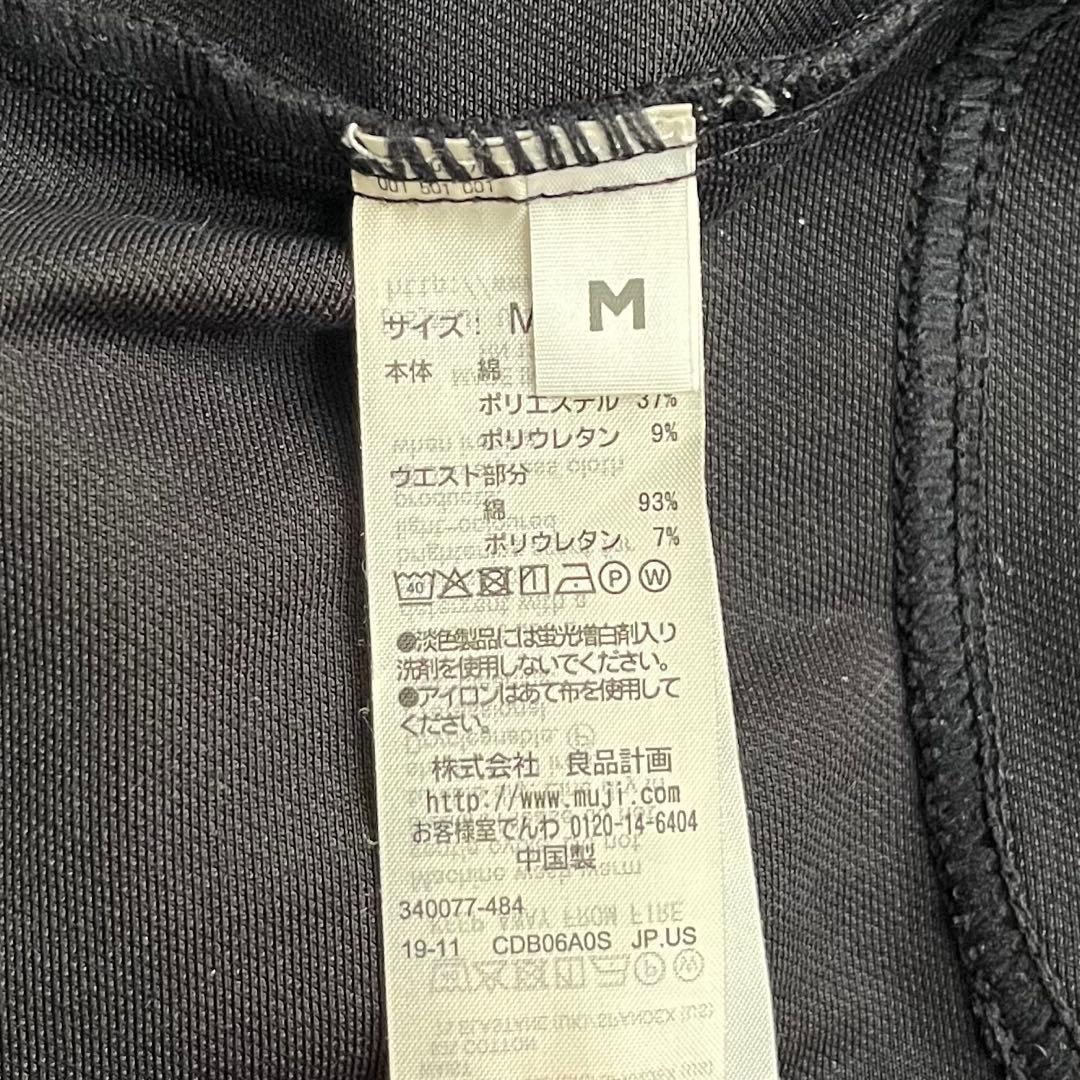 001 501 001
M
サイズ： M
本体 綿
ポリエステル 37%
ポリウレタン 9%
ウエスト部分
綿 93%
ポリウレタン 7%
40 P W
●淡色製品には蛍光増白剤入り
洗剤を使用しないでください。
●アイロンはあて布を使用して
ください。
株式会社 良品計画
http://www.muji.com
お客様室でんわ 0120-14-6404
中国製
340077-484
19-11 CDB06A0S JP.US